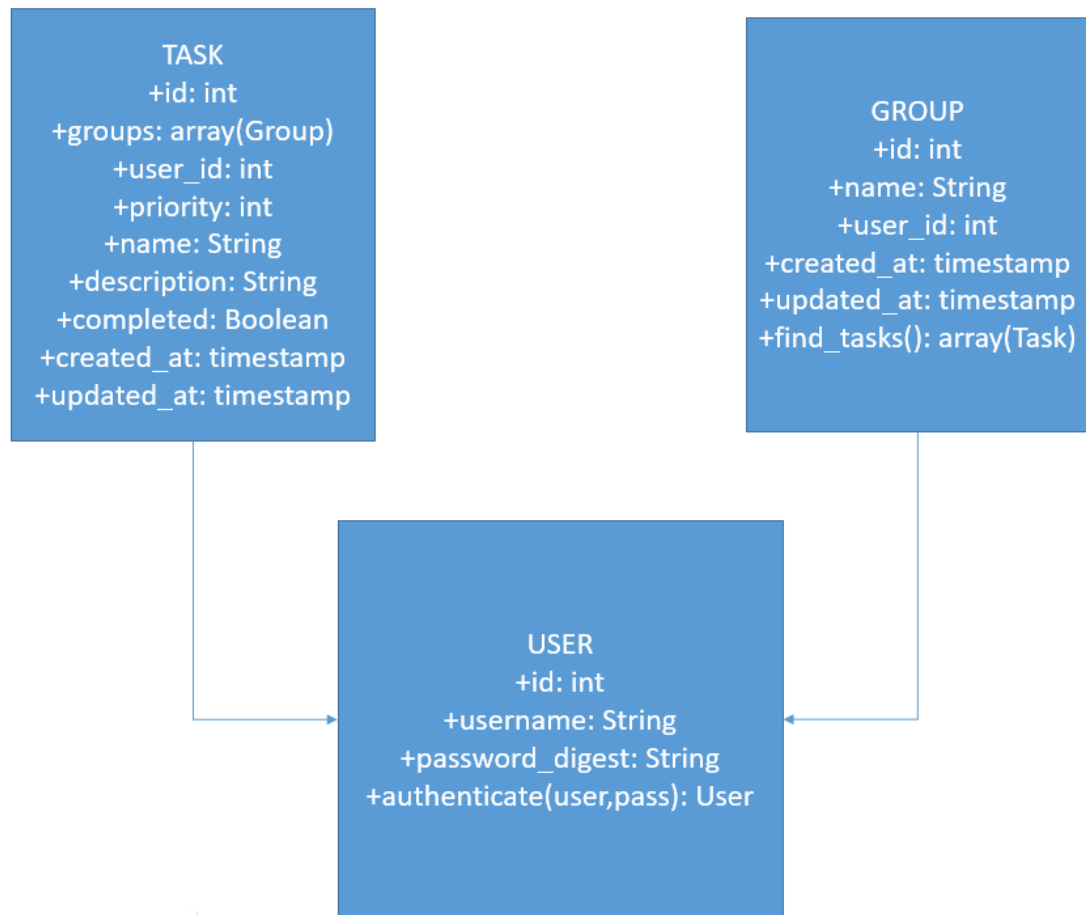 TASK
+id: int
+groups: array(Group)
+user_id: int
+priority: int
+name: String
+description: String
+completed: Boolean
+created_at: timestamp
+updated_at: timestamp
GROUP
+id: int
+name: String
+user_id: int
+created_at: timestamp
+updated_at: timestamp
+find_tasks(): array(Task)
USER
+id: int
+username: String
+password_digest: String
+authenticate(user,pass): User